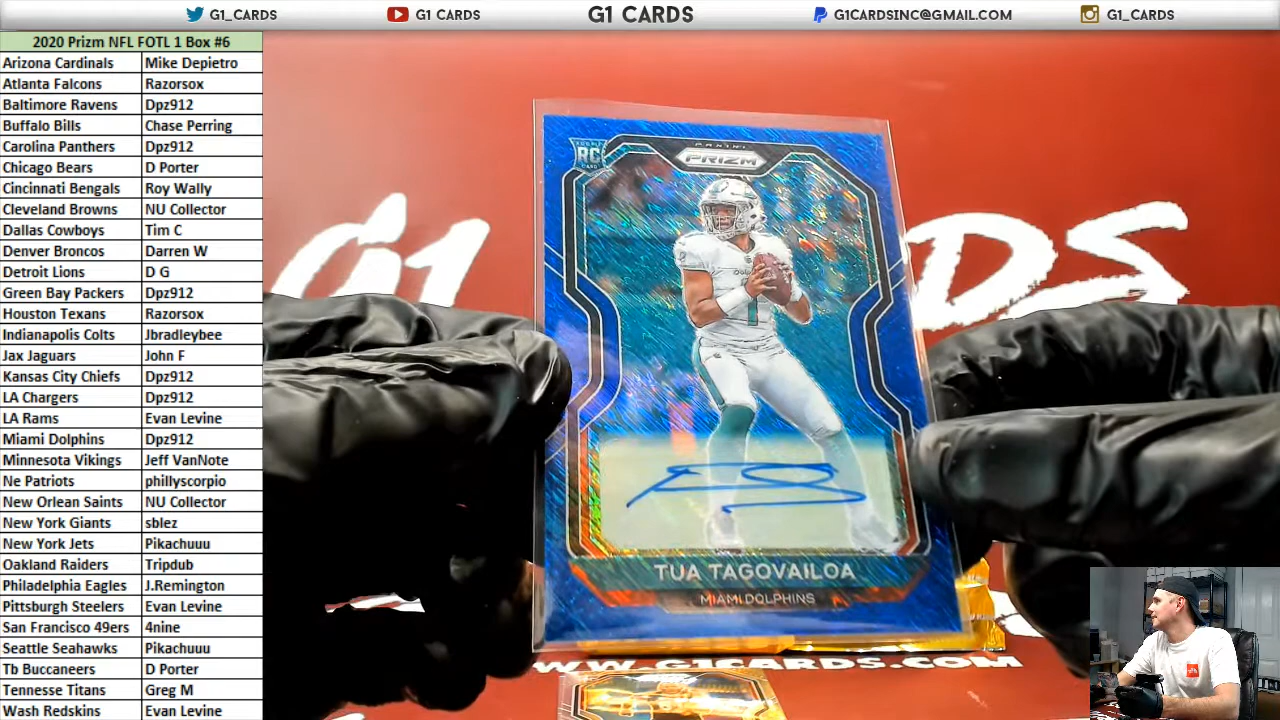 G1_CARDS
G1 CARDS
G1 CARDS
G1CARDSINC@GMAIL.COM
G1_CARDS
2020 Prizm NFL FOTL 1 Box #6
Arizona Cardinals Mike Depietro
Atlanta Falcons Razorsox
Baltimore Ravens Dpz912
Buffalo Bills Chase Perring
Carolina Panthers Dpz912
Chicago Bears D Porter
Cincinnati Bengals Roy Wally
Cleveland Browns NU Collector
Dallas Cowboys Tim C
Denver Broncos Darren W
Detroit Lions D G
Green Bay Packers Dpz912
Houston Texans Razorsox
Indianapolis Colts Jbradleybee
Jax Jaguars John F
Kansas City Chiefs Dpz912
LA Chargers Dpz912
LA Rams Evan Levine
Miami Dolphins Dpz912
Minnesota Vikings Jeff VanNote
Ne Patriots phillyscorpio
New Orlean Saints NU Collector
New York Giants sblez
New York Jets Pikachuuu
Oakland Raiders Tripdub
Philadelphia Eagles J.Remington
Pittsburgh Steelers Evan Levine
San Francisco 49ers 4nine
Seattle Seahawks Pikachuuu
Tb Buccaneers D Porter
Tennesse Titans Greg M
Wash Redskins Evan Levine
G1 RDS
RC
PANINI
PRIZM
1
TUA TAGOVAILOA
MIAMI DOLPHINS
WWW.G1CARDS.COM